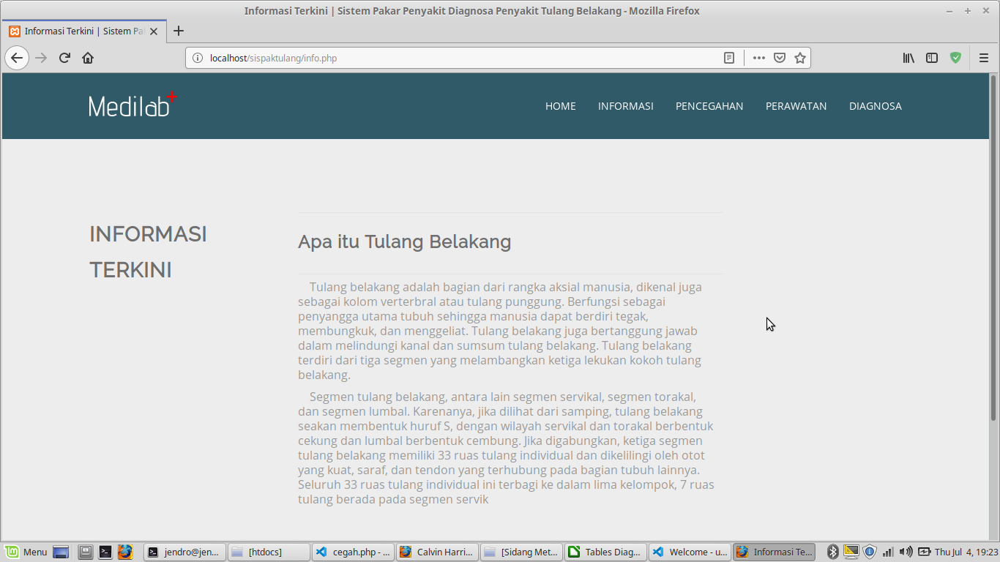 Informasi Terkini | Sistem Pakar Penyakit Diagnosa Penyakit Tulang Belakang - Mozilla Firefox
Informasi Terkini | Sistem Pa
localhost/sispaktulang/info.php
Medilab+
HOME INFORMASI PENCEGAHAN PERAWATAN DIAGNOSA
INFORMASI
TERKINI
Apa itu Tulang Belakang
Tulang belakang adalah bagian dari rangka aksial manusia, dikenal juga
sebagai kolom verterbral atau tulang punggung. Berfungsi sebagai
penyangga utama tubuh sehingga manusia dapat berdiri tegak,
membungkuk, dan menggeliat. Tulang belakang juga bertanggung jawab
dalam melindungi kanal dan sumsum tulang belakang. Tulang belakang
terdiri dari tiga segmen yang melambangkan ketiga lekukan kokoh tulang
belakang.
Segmen tulang belakang, antara lain segmen servikal, segmen torakal,
dan segmen lumbal. Karenanya, jika dilihat dari samping, tulang belakang
seakan membentuk huruf S, dengan wilayah servikal dan torakal berbentuk
cekung dan lumbal berbentuk cembung. Jika digabungkan, ketiga segmen
tulang belakang memiliki 33 ruas tulang individual dan dikelilingi oleh otot
yang kuat, saraf, dan tendon yang terhubung pada bagian tubuh lainnya.
Seluruh 33 ruas tulang individual ini terbagi ke dalam lima kelompok, 7 ruas
tulang berada pada segmen servik
Menu jendro@jen... [htdocs] cegah.php - ... Calvin Harri... [Sidang Met... Tables Diag... Welcome - u... Informasi Te... Thu Jul 4, 19:23